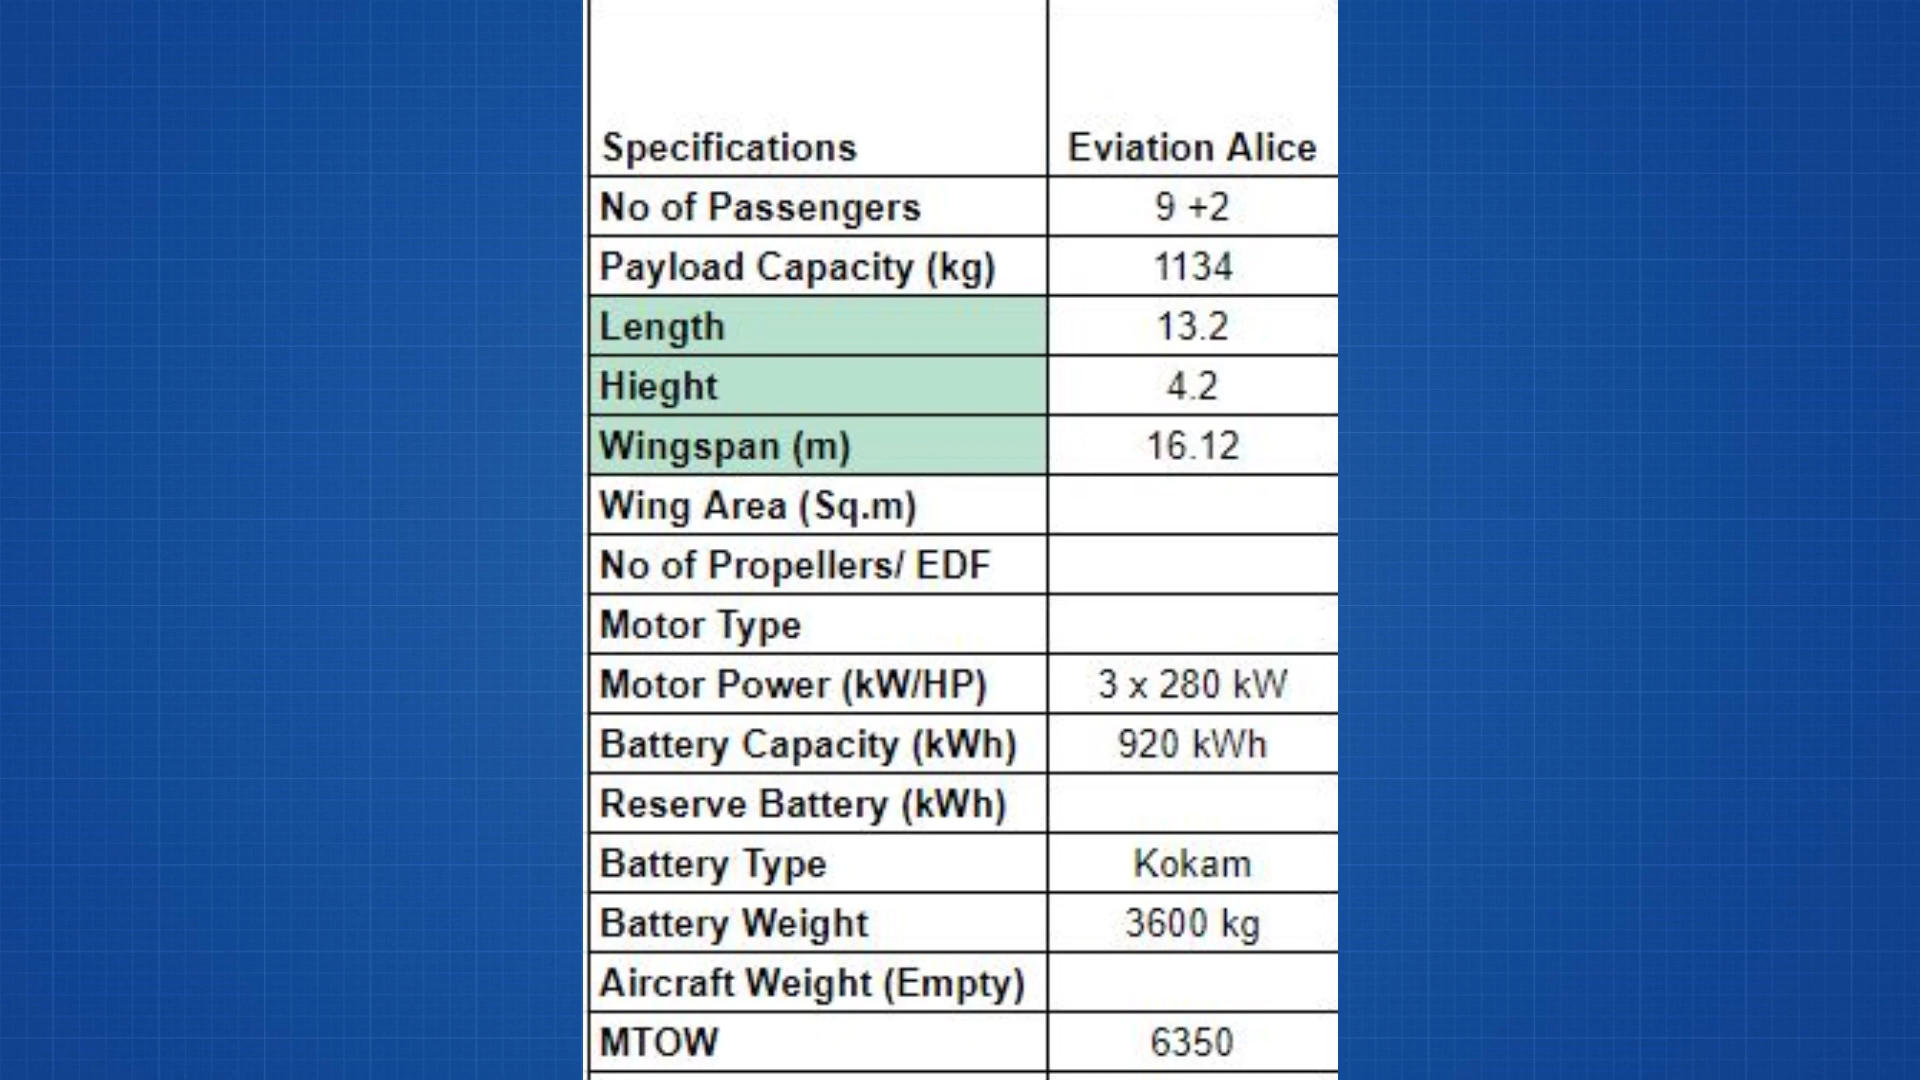 Specifications Eviation Alice
No of Passengers 9 +2
Payload Capacity (kg) 1134
Length 13.2
Hieght 4.2
Wingspan (m) 16.12
Wing Area (Sq.m)
No of Propellers/ EDF
Motor Type
Motor Power (kW/HP) 3 x 280 kW
Battery Capacity (kWh) 920 kWh
Reserve Battery (kWh)
Battery Type Kokam
Battery Weight 3600 kg
Aircraft Weight (Empty)
MTOW 6350